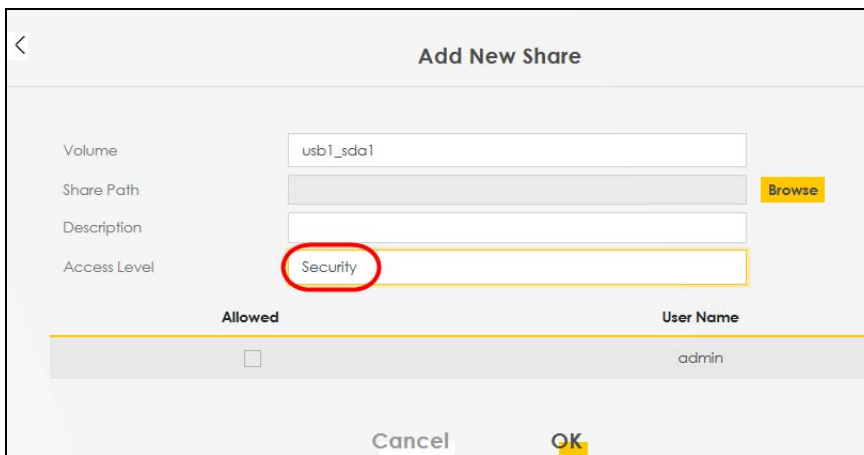 Add New Share
Volume usb1_sda1
Share Path Browse
Description
Access Level Security
Allowed User Name
admin
Cancel OK